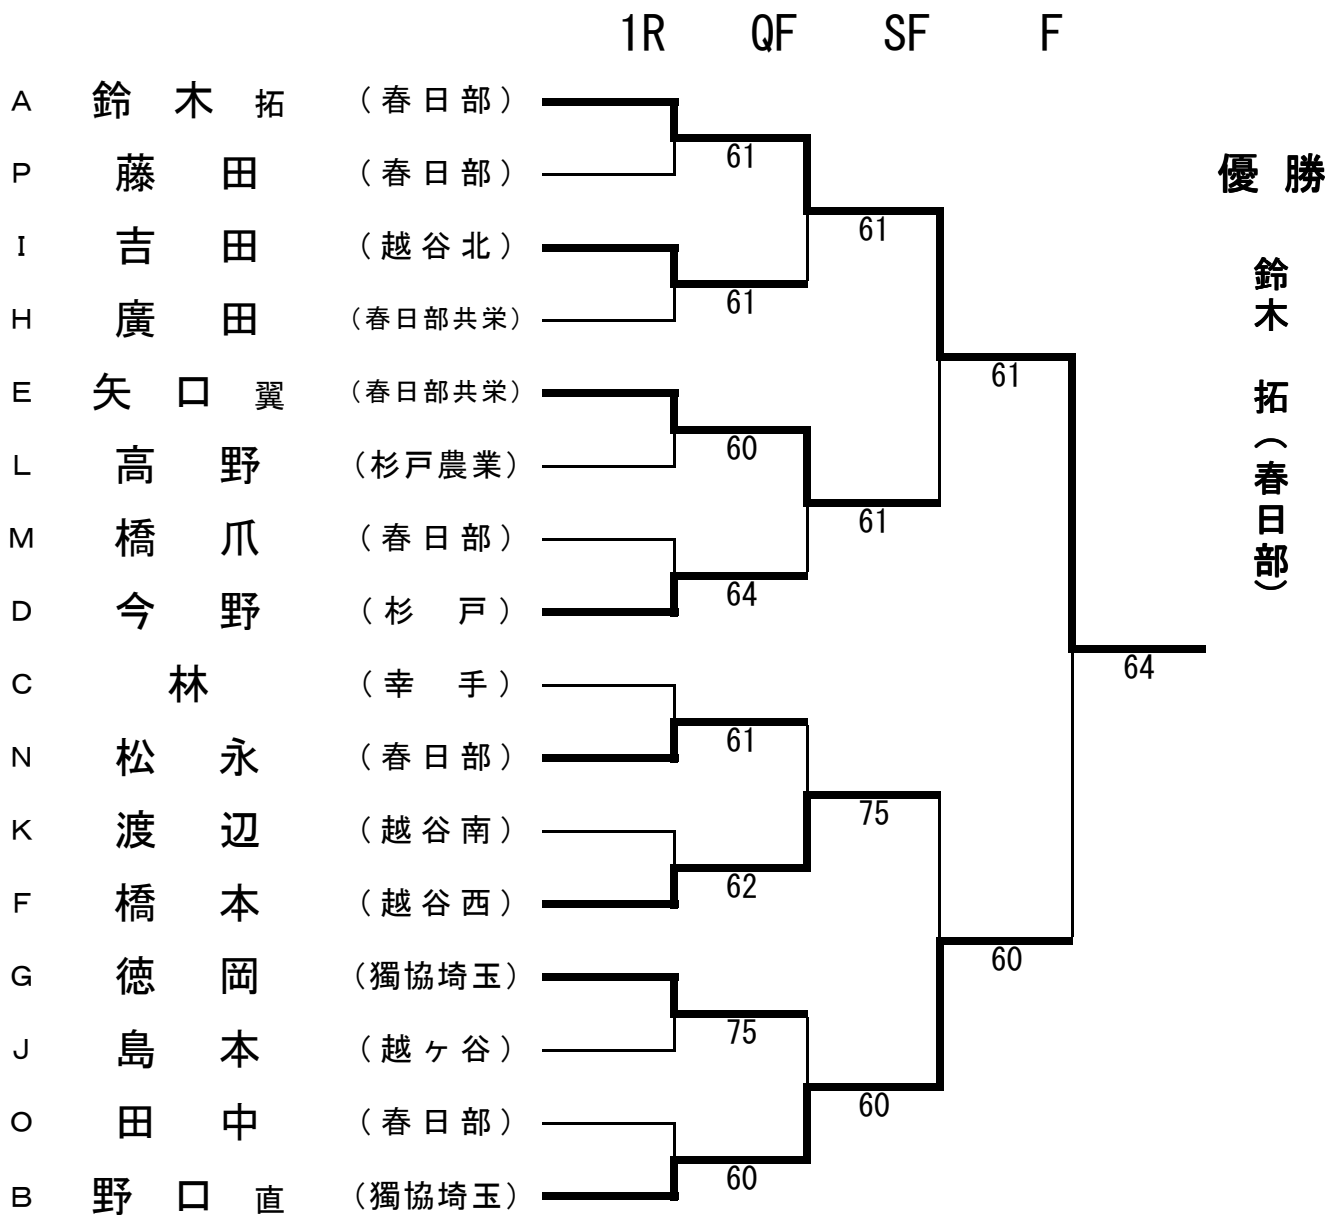 1R QF SF F
A 鈴木拓 (春日部)
61
P 藤田 (春日部)
優勝
61
I 吉田 (越谷北)
鈴木 拓(春日部)
61
H 廣田 (春日部共栄)
61
E 矢口翼 (春日部共栄)
60
L 高野 (杉戸農業)
61
M 橋爪 (春日部)
64
D 今野 (杉戸)
64
C 林 (幸手)
61
N 松永 (春日部)
75
K 渡辺 (越谷南)
62
F 橋本 (越谷西)
60
G 徳岡 (獨協埼玉)
75
J 島本 (越ヶ谷)
60
O 田中 (春日部)
60
B 野口直 (獨協埼玉)